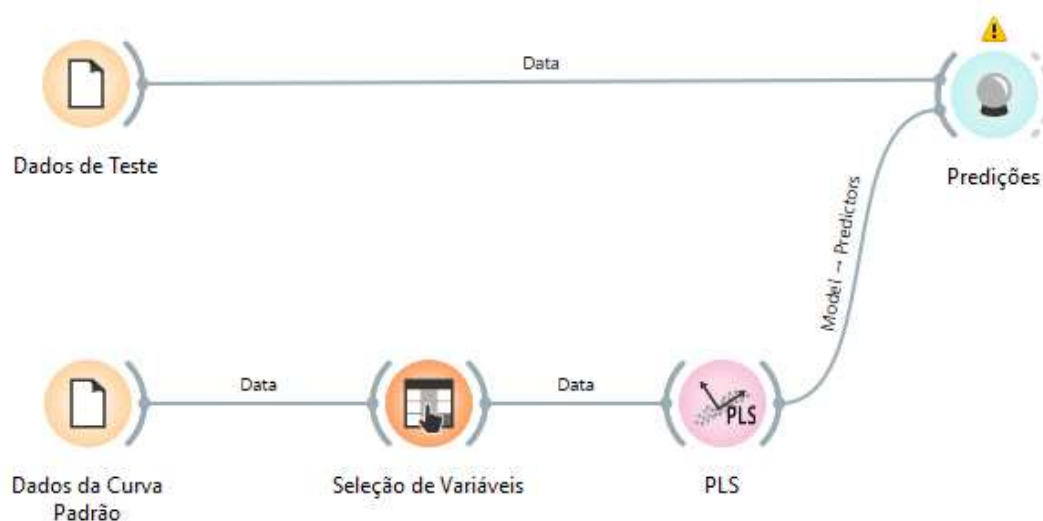 Data
Dados de Teste
Predições
Model → Predictors
Data
Data
PLS
Dados da Curva
Padrão
Seleção de Variáveis
PLS